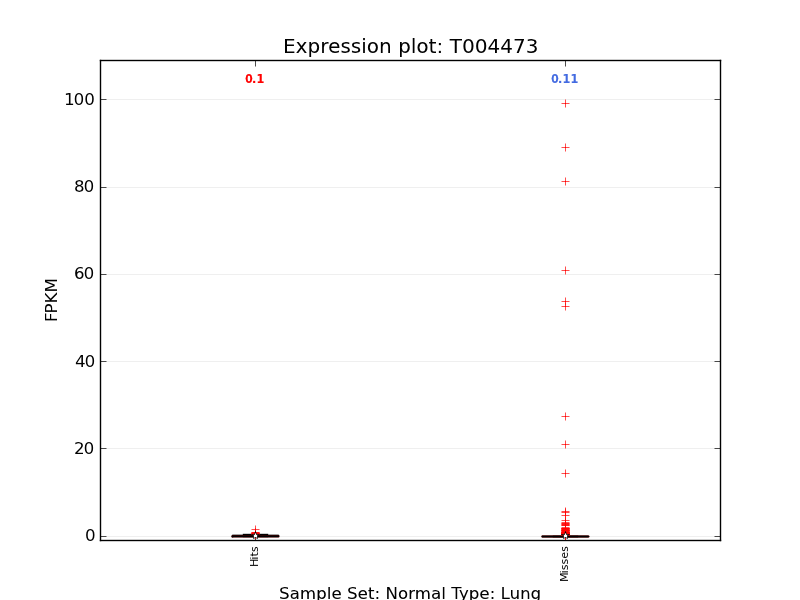 Expression plot: T004473
0.1
0.11
100
80
60
40
20
0
FPKM
Hits
Misses
Sample Set: Normal Type: Lung